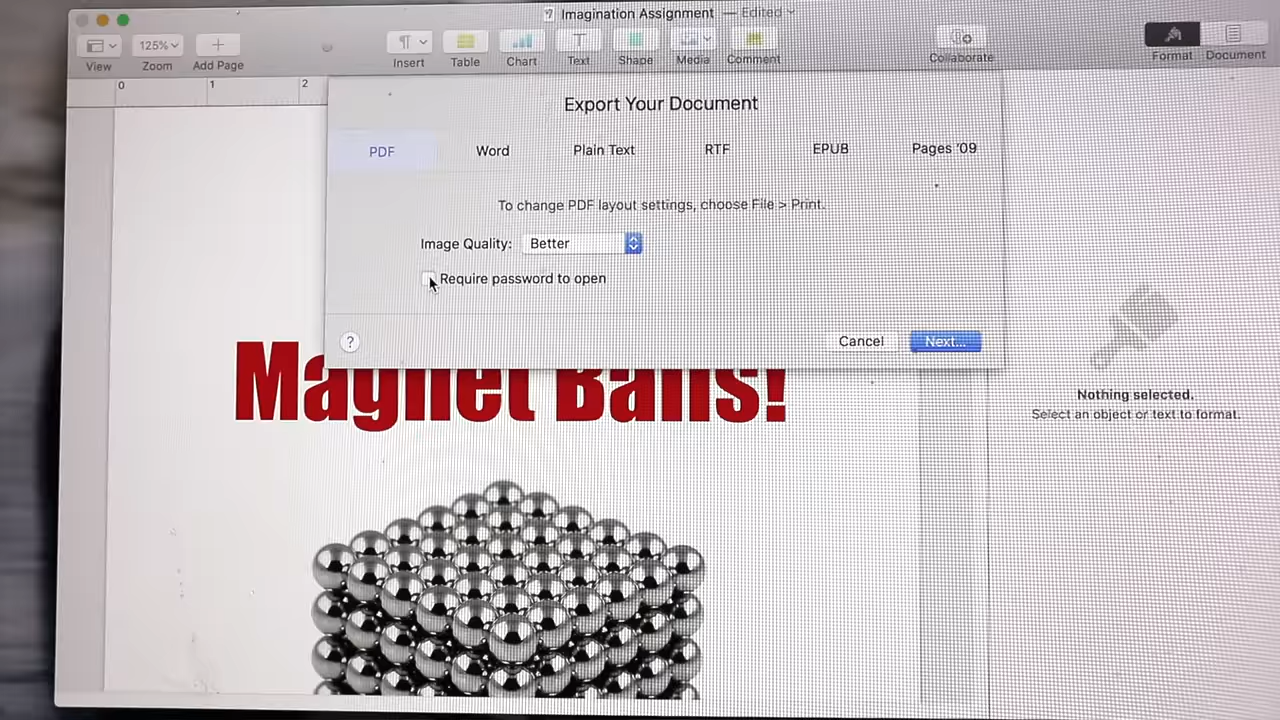 Imagination Assignment — Edited
125%
View Zoom Add Page Insert Table Chart Text Shape Media Comment Collaborate Format Document
0 1 2
Export Your Document
PDF Word Plain Text RTF EPUB Pages ’09
To change PDF layout settings, choose File > Print.
Image Quality: Better
Require password to open
? Cancel Next...
Magnet Balls!
Nothing selected.
Select an object or text to format.